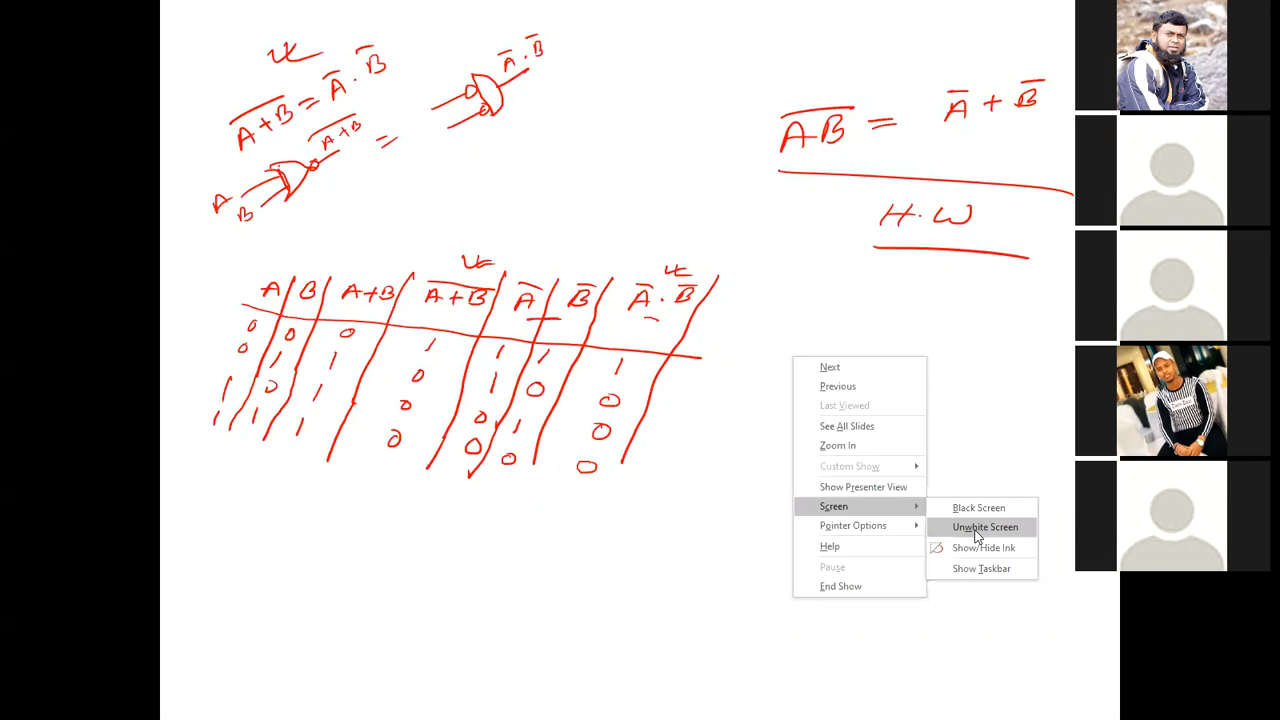 A̅+̅B̅ = A̅ · B̅
A̅+̅B̅ = A̅ · B̅
A
B
A̅B̅ = A̅ + B̅
H.W
A B A+B A̅+̅B̅ A̅ B̅ A̅ · B̅
0 0 0 1 1 1 1
0 1 1 0 1 0 0
1 0 1 0 0 1 0
1 1 1 0 0 0 0
Next
Previous
Last Viewed
See All Slides
Zoom In
Custom Show
Show Presenter View
Screen
Pointer Options
Help
Pause
End Show
Black Screen
Unwhite Screen
Show/Hide Ink
Show Taskbar